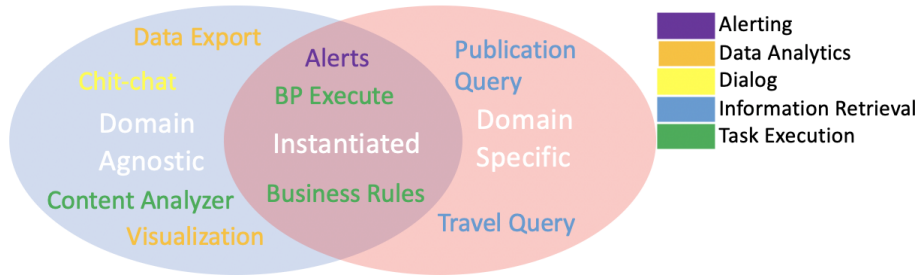 Data Export
Chit-chat
Domain
Agnostic
Content Analyzer
Visualization
Alerts
BP Execute
Instantiated
Business Rules
Publication
Query
Domain
Specific
Travel Query
Alerting
Data Analytics
Dialog
Information Retrieval
Task Execution